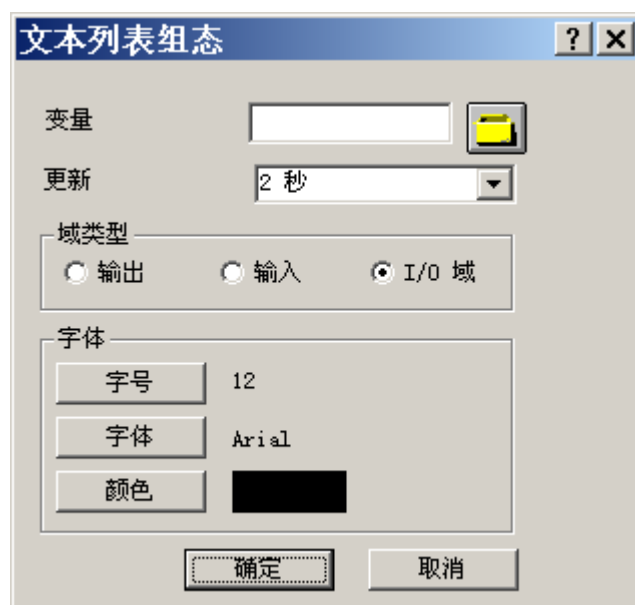 文本列表组态
变量
更新 2 秒
域类型
输出 输入 I/O 域
字体
字号 12
字体 Arial
颜色
确定 取消